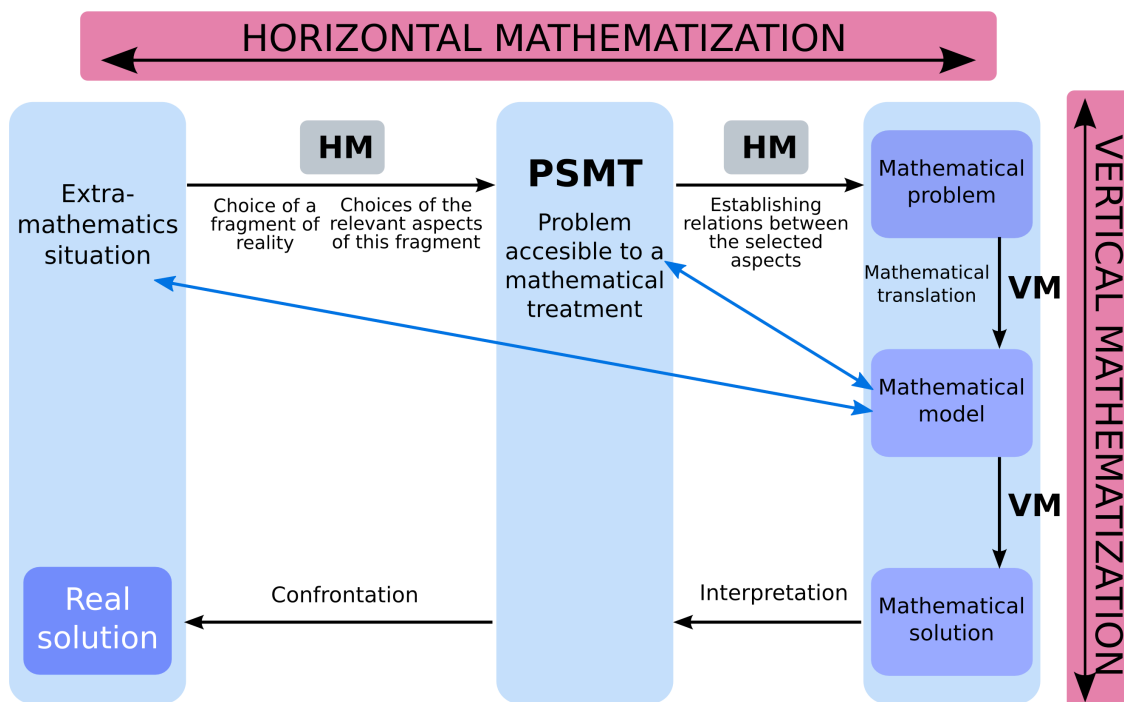 HORIZONTAL MATHEMATIZATION
Extra-
mathematics
situation
HM
Choice of a
fragment of
reality
Choices of the
relevant aspects
of this fragment
PSMT
Problem
accesible to a
mathematical
treatment
HM
Establishing
relations between
the selected
aspects
Mathematical
problem
Mathematical
translation
VM
Mathematical
model
VM
Mathematical
solution
Interpretation
Confrontation
Real
solution
VERTICAL MATHEMATIZATION